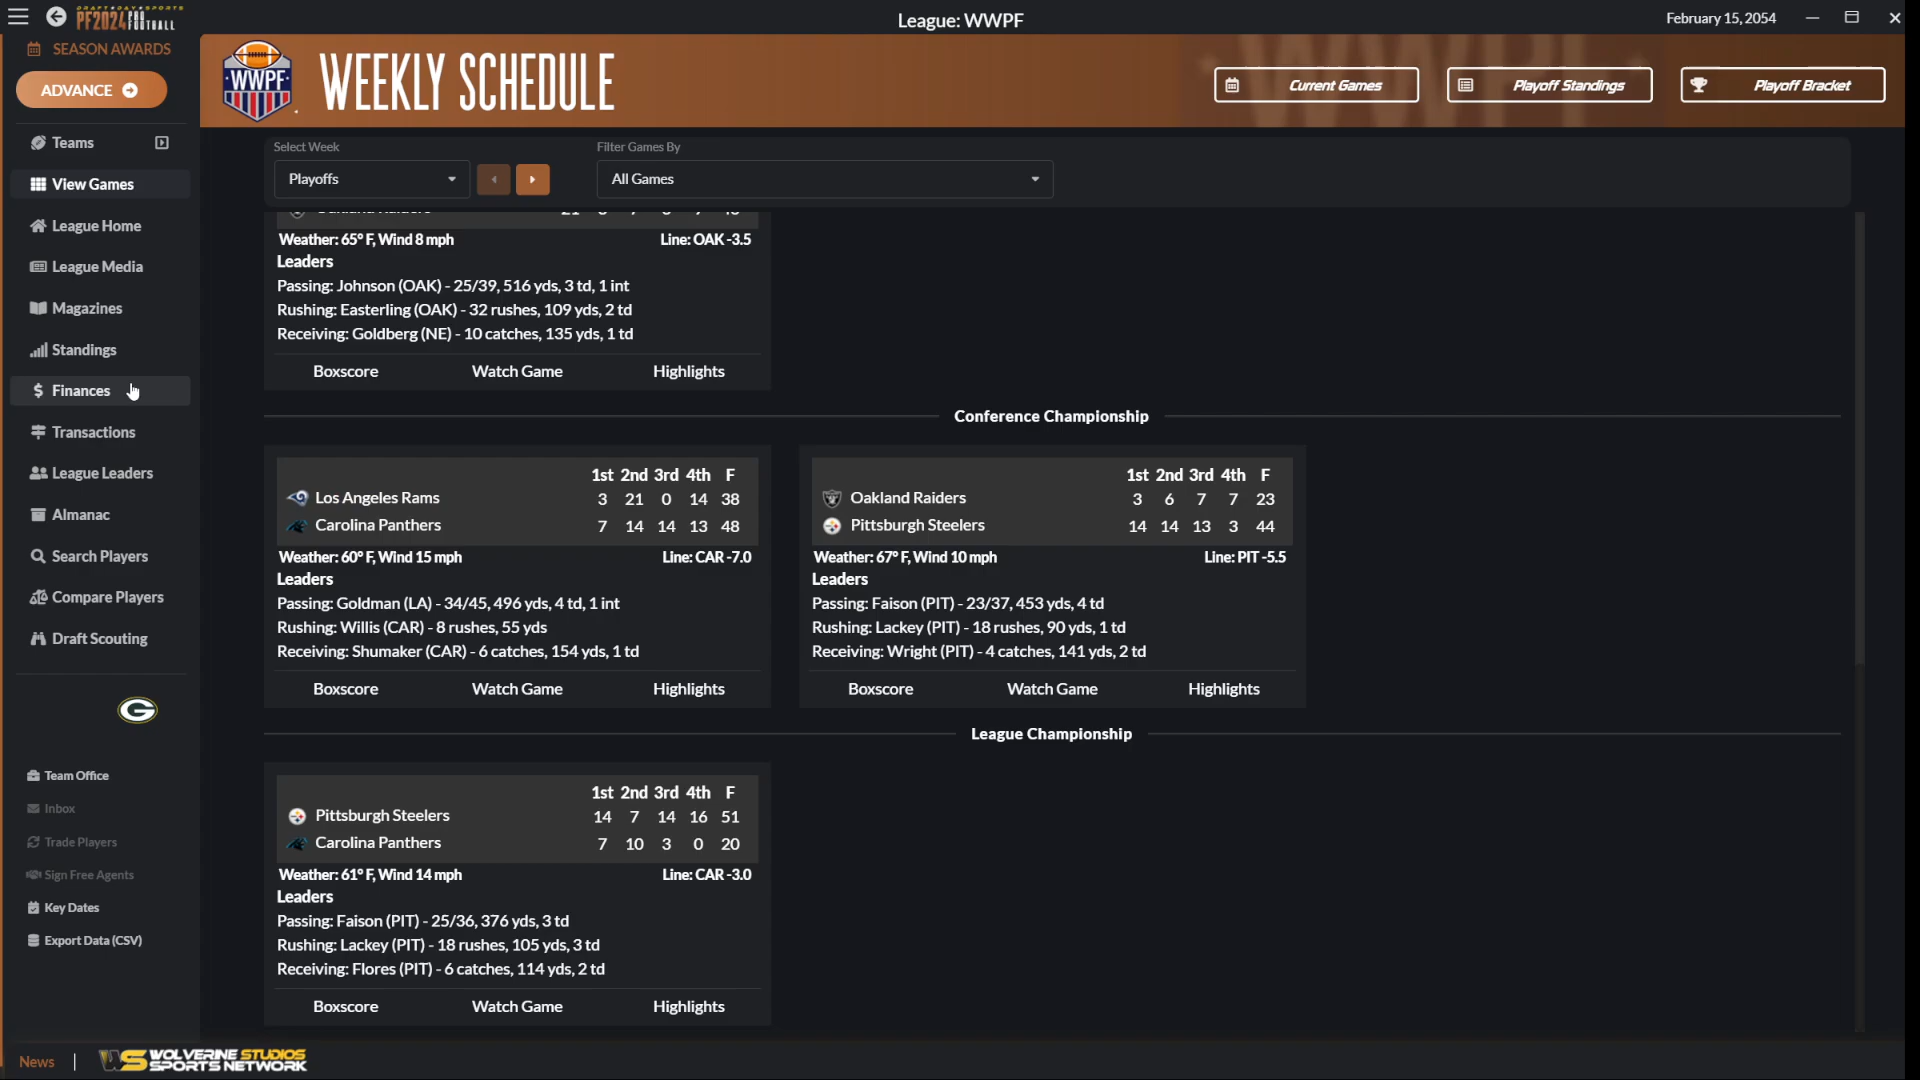 DRAFT DAY SPORTS
PF2024 PRO FOOTBALL
League: WWPF
February 15, 2054
SEASON AWARDS
ADVANCE
Teams
View Games
League Home
League Media
Magazines
Standings
Finances
Transactions
League Leaders
Almanac
Search Players
Compare Players
Draft Scouting
G
Team Office
Inbox
Trade Players
Sign Free Agents
Key Dates
Export Data (CSV)
WWPF
WEEKLY SCHEDULE
Current Games
Playoff Standings
Playoff Bracket
Select Week
Filter Games By
Playoffs
All Games
Weather: 65° F, Wind 8 mph Line: OAK -3.5
Leaders
Passing: Johnson (OAK) - 25/39, 516 yds, 3 td, 1 int
Rushing: Easterling (OAK) - 32 rushes, 109 yds, 2 td
Receiving: Goldberg (NE) - 10 catches, 135 yds, 1 td
Boxscore Watch Game Highlights
Conference Championship
1st 2nd 3rd 4th F
Los Angeles Rams 3 21 0 14 38
Carolina Panthers 7 14 14 13 48
Weather: 60° F, Wind 15 mph Line: CAR -7.0
Leaders
Passing: Goldman (LA) - 34/45, 496 yds, 4 td, 1 int
Rushing: Willis (CAR) - 8 rushes, 55 yds
Receiving: Shumaker (CAR) - 6 catches, 154 yds, 1 td
Boxscore Watch Game Highlights
1st 2nd 3rd 4th F
Oakland Raiders 3 6 7 7 23
Pittsburgh Steelers 14 14 13 3 44
Weather: 67° F, Wind 10 mph Line: PIT -5.5
Leaders
Passing: Faison (PIT) - 23/37, 453 yds, 4 td
Rushing: Lackey (PIT) - 18 rushes, 90 yds, 1 td
Receiving: Wright (PIT) - 4 catches, 141 yds, 2 td
Boxscore Watch Game Highlights
League Championship
1st 2nd 3rd 4th F
Pittsburgh Steelers 14 7 14 16 51
Carolina Panthers 7 10 3 0 20
Weather: 61° F, Wind 14 mph Line: CAR -3.0
Leaders
Passing: Faison (PIT) - 25/36, 376 yds, 3 td
Rushing: Lackey (PIT) - 18 rushes, 105 yds, 3 td
Receiving: Flores (PIT) - 6 catches, 114 yds, 2 td
Boxscore Watch Game Highlights
News | WS WOLVERINE STUDIOS
SPORTS NETWORK